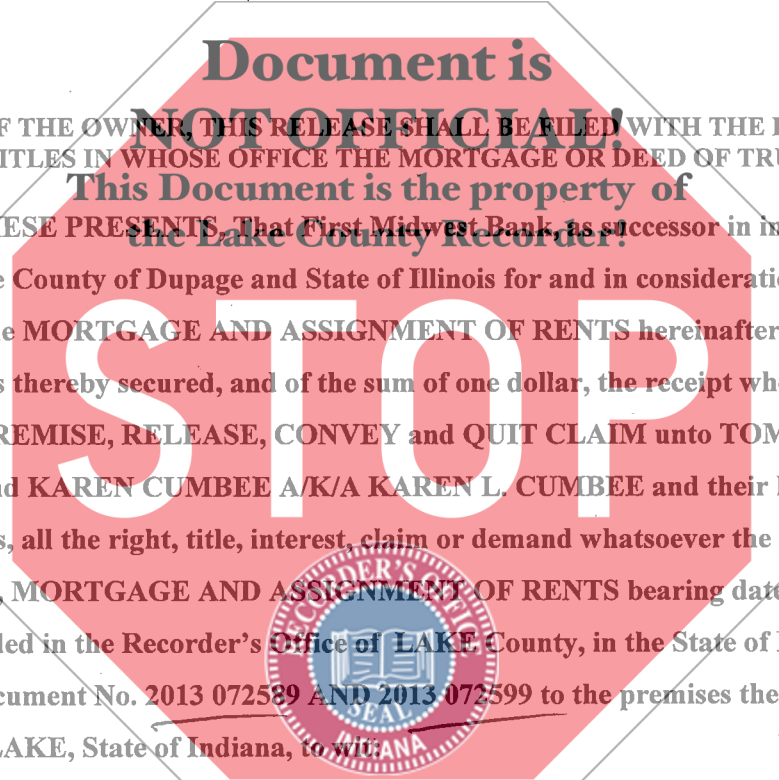 Document is
NOT OFFICIAL!
F THE OWNER, THIS RELEASE SHALL BE FILED WITH THE
ITLES IN WHOSE OFFICE THE MORTGAGE OR DEED OF TRU
This Document is the property of
the Lake County Recorder!
ESE PRESENTS, That First Midwest Bank, as successor in in
e County of Dupage and State of Illinois for and in consideratio
e MORTGAGE AND ASSIGNMENT OF RENTS hereinafter
STOP
s thereby secured, and of the sum of one dollar, the receipt who
REMISE, RELEASE, CONVEY and QUIT CLAIM unto TOM
nd KAREN CUMBEE A/K/A KAREN L. CUMBEE and their
s, all the right, title, interest, claim or demand whatsoever the
, MORTGAGE AND ASSIGNMENT OF RENTS bearing date
led in the Recorder's Office of LAKE County, in the State of
cument No. 2013 072589 AND 2013 072599 to the premises the
LAKE, State of Indiana, to wit:
RECORDER'S OFFICE
SEAL
INDIANA